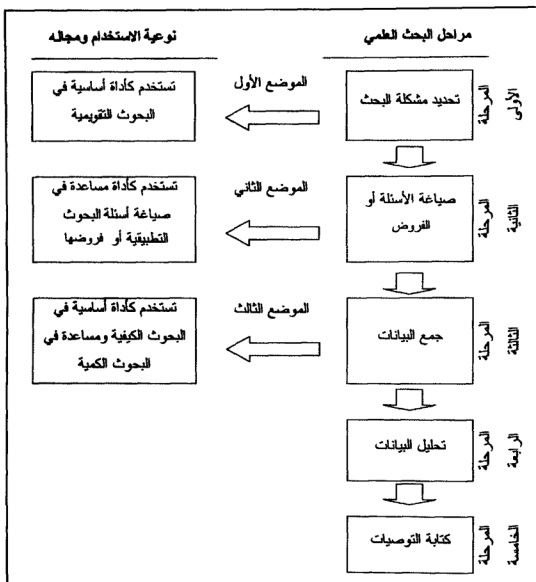 مراحل البحث العلمي
نوعية الاستخدام ومجاله
المرحلة
الأولى
تحديد مشكلة البحث
الموضع الأول
تستخدم كأداة أساسية في
البحوث التقويمية
المرحلة
الثانية
صياغة الأسئلة أو
الفروض
الموضع الثاني
تستخدم كأداة مساعدة في
صياغة أسئلة البحوث
التطبيقية أو فروضها
المرحلة
الثالثة
جمع البيانات
الموضع الثالث
تستخدم كأداة أساسية في
البحوث الكيفية ومساعدة في
البحوث الكمية
المرحلة
الرابعة
تحليل البيانات
المرحلة
الخامسة
كتابة التوصيات